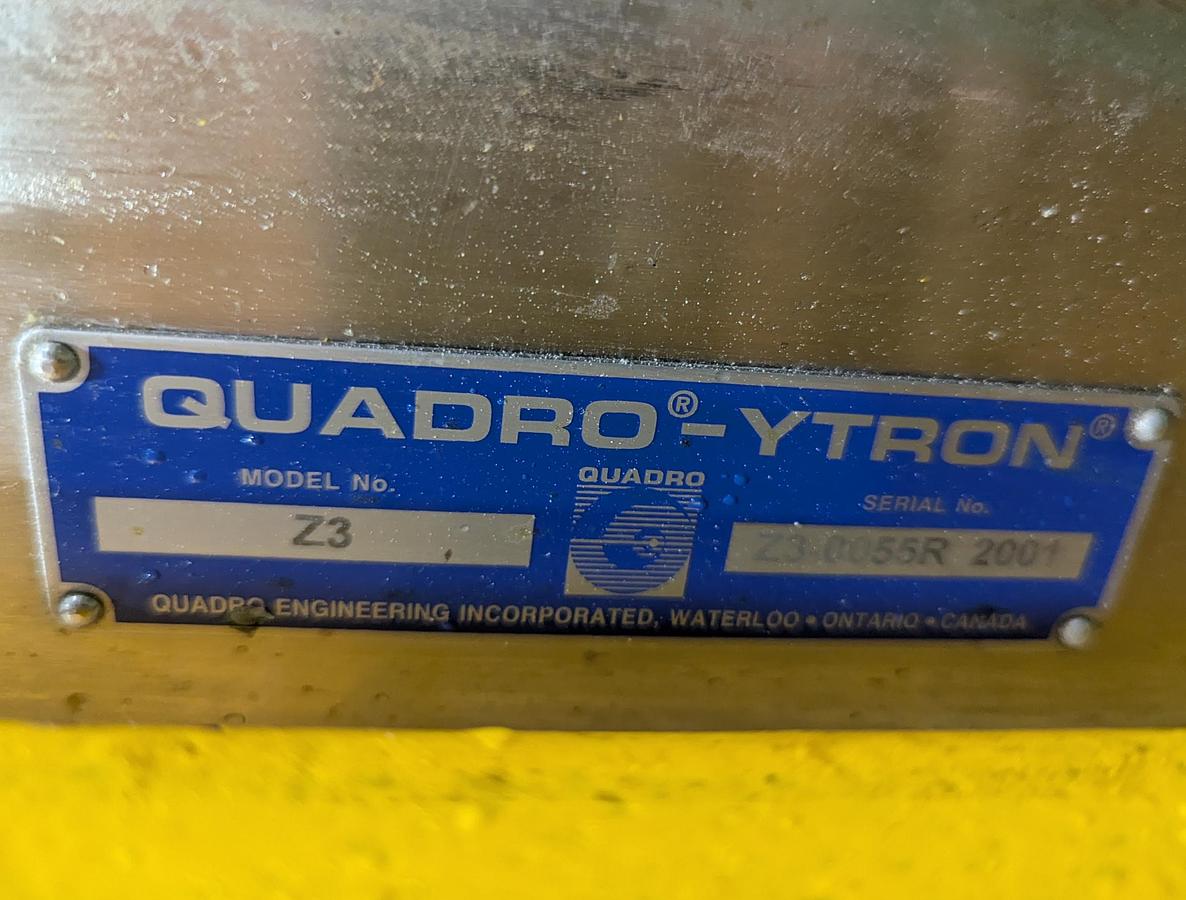 QUADRO®-YTRON®
MODEL No.
QUADRO
SERIAL No.
Z3
Z3 0055R 2001
QUADRO ENGINEERING INCORPORATED, WATERLOO • ONTARIO • CANADA